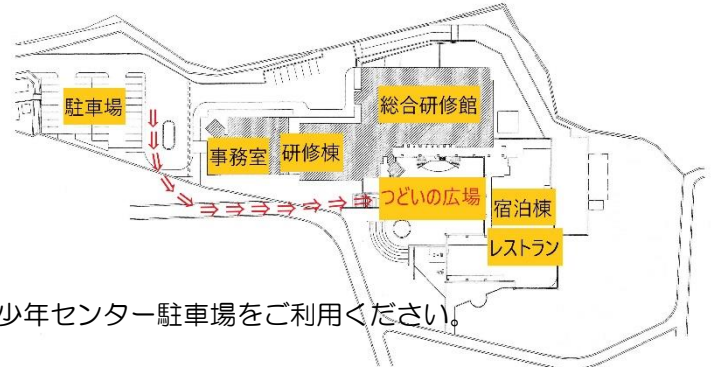 総合研修館
駐車場
事務室
研修棟
つどいの広場
宿泊棟
レストラン
少年センター駐車場をご利用ください。